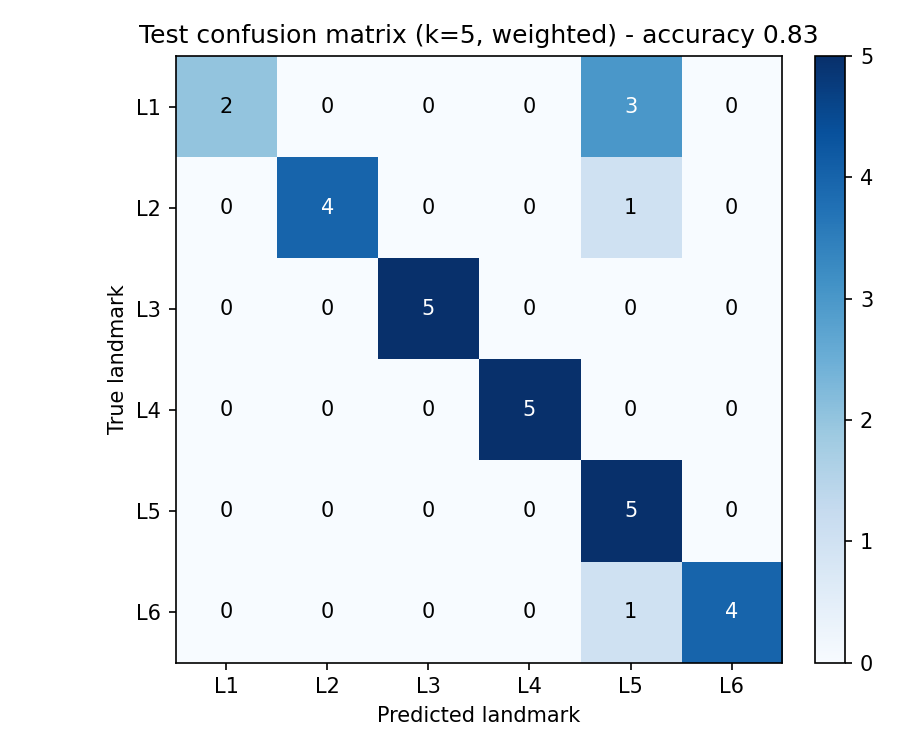 Test confusion matrix (k=5, weighted) - accuracy 0.83
L1 2 0 0 0 3 0
L2 0 4 0 0 1 0
L3 0 0 5 0 0 0
L4 0 0 0 5 0 0
L5 0 0 0 0 5 0
L6 0 0 0 0 1 4
L1 L2 L3 L4 L5 L6
Predicted landmark
True landmark
5
4
3
2
1
0